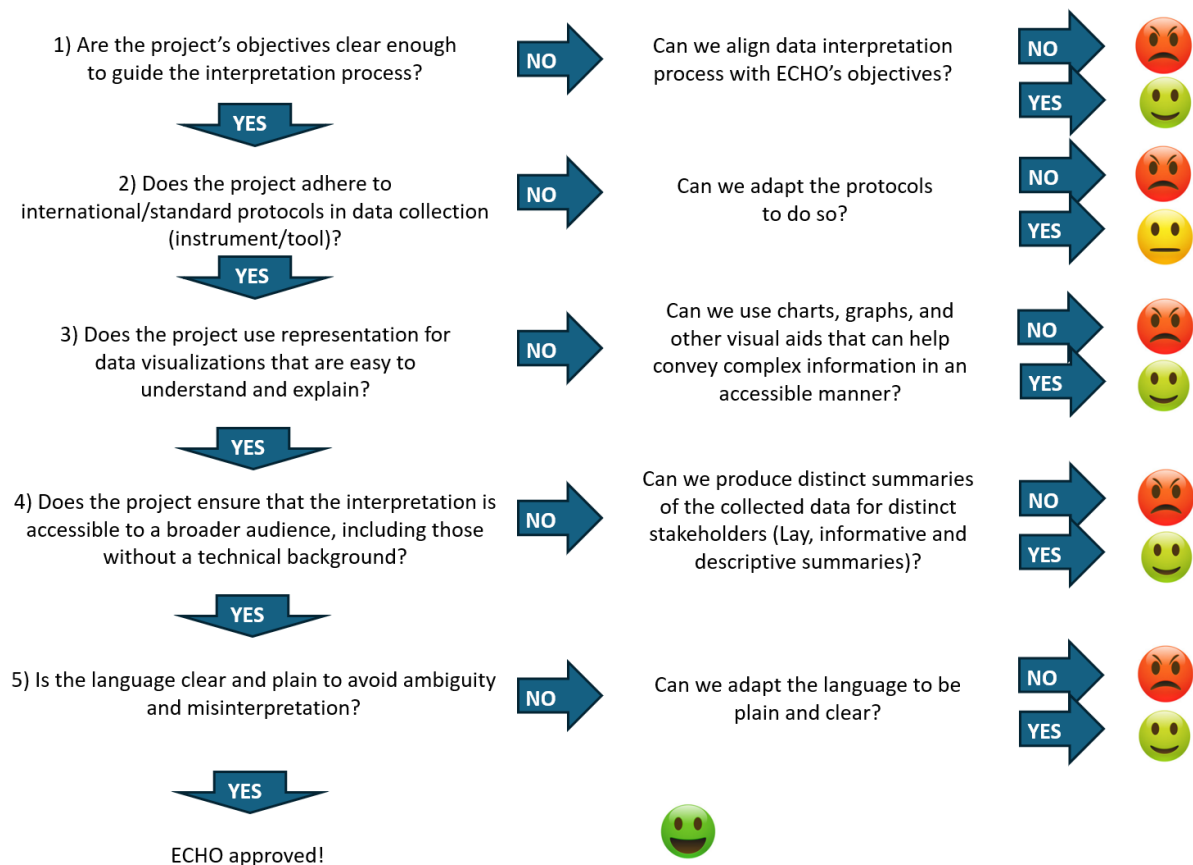 1) Are the project's objectives clear enough
to guide the interpretation process?
NO
Can we align data interpretation
process with ECHO's objectives?
NO
YES
YES
2) Does the project adhere to
international/standard protocols in data collection
(instrument/tool)?
NO
Can we adapt the protocols
to do so?
NO
YES
YES
3) Does the project use representation for
data visualizations that are easy to
understand and explain?
NO
Can we use charts, graphs, and
other visual aids that can help
convey complex information in an
accessible manner?
NO
YES
YES
4) Does the project ensure that the interpretation is
accessible to a broader audience, including those
without a technical background?
NO
Can we produce distinct summaries
of the collected data for distinct
stakeholders (Lay, informative and
descriptive summaries)?
NO
YES
YES
5) Is the language clear and plain to avoid ambiguity
and misinterpretation?
NO
Can we adapt the language to be
plain and clear?
NO
YES
YES
ECHO approved!